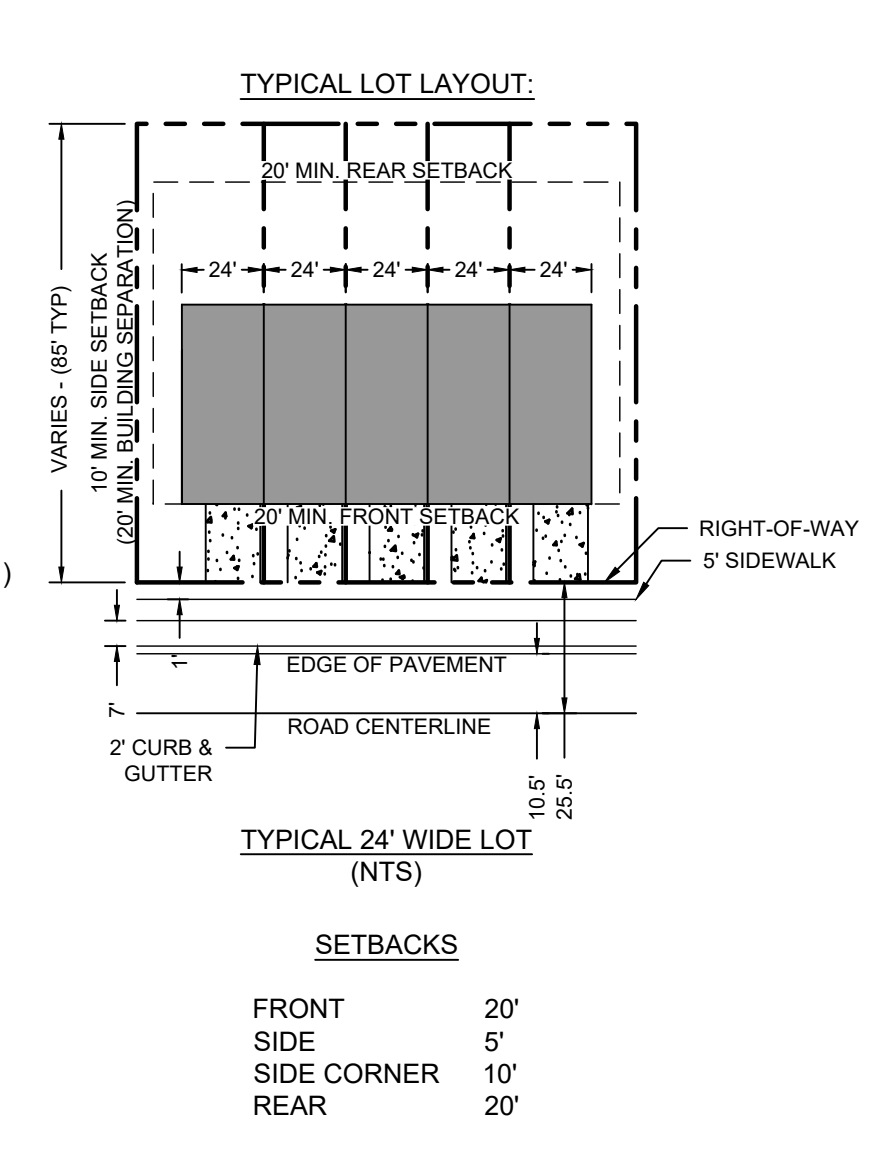 TYPICAL LOT LAYOUT:
20' MIN. REAR SETBACK
VARIES - (85' TYP)
10' MIN. SIDE SETBACK
(20' MIN. BUILDING SEPARATION)
24' 24' 24' 24' 24'
20' MIN. FRONT SETBACK
)
RIGHT-OF-WAY
5' SIDEWALK
1'
EDGE OF PAVEMENT
7'
ROAD CENTERLINE
2' CURB &
GUTTER
10.5'
25.5'
TYPICAL 24' WIDE LOT
(NTS)
SETBACKS
FRONT 20'
SIDE 5'
SIDE CORNER 10'
REAR 20'